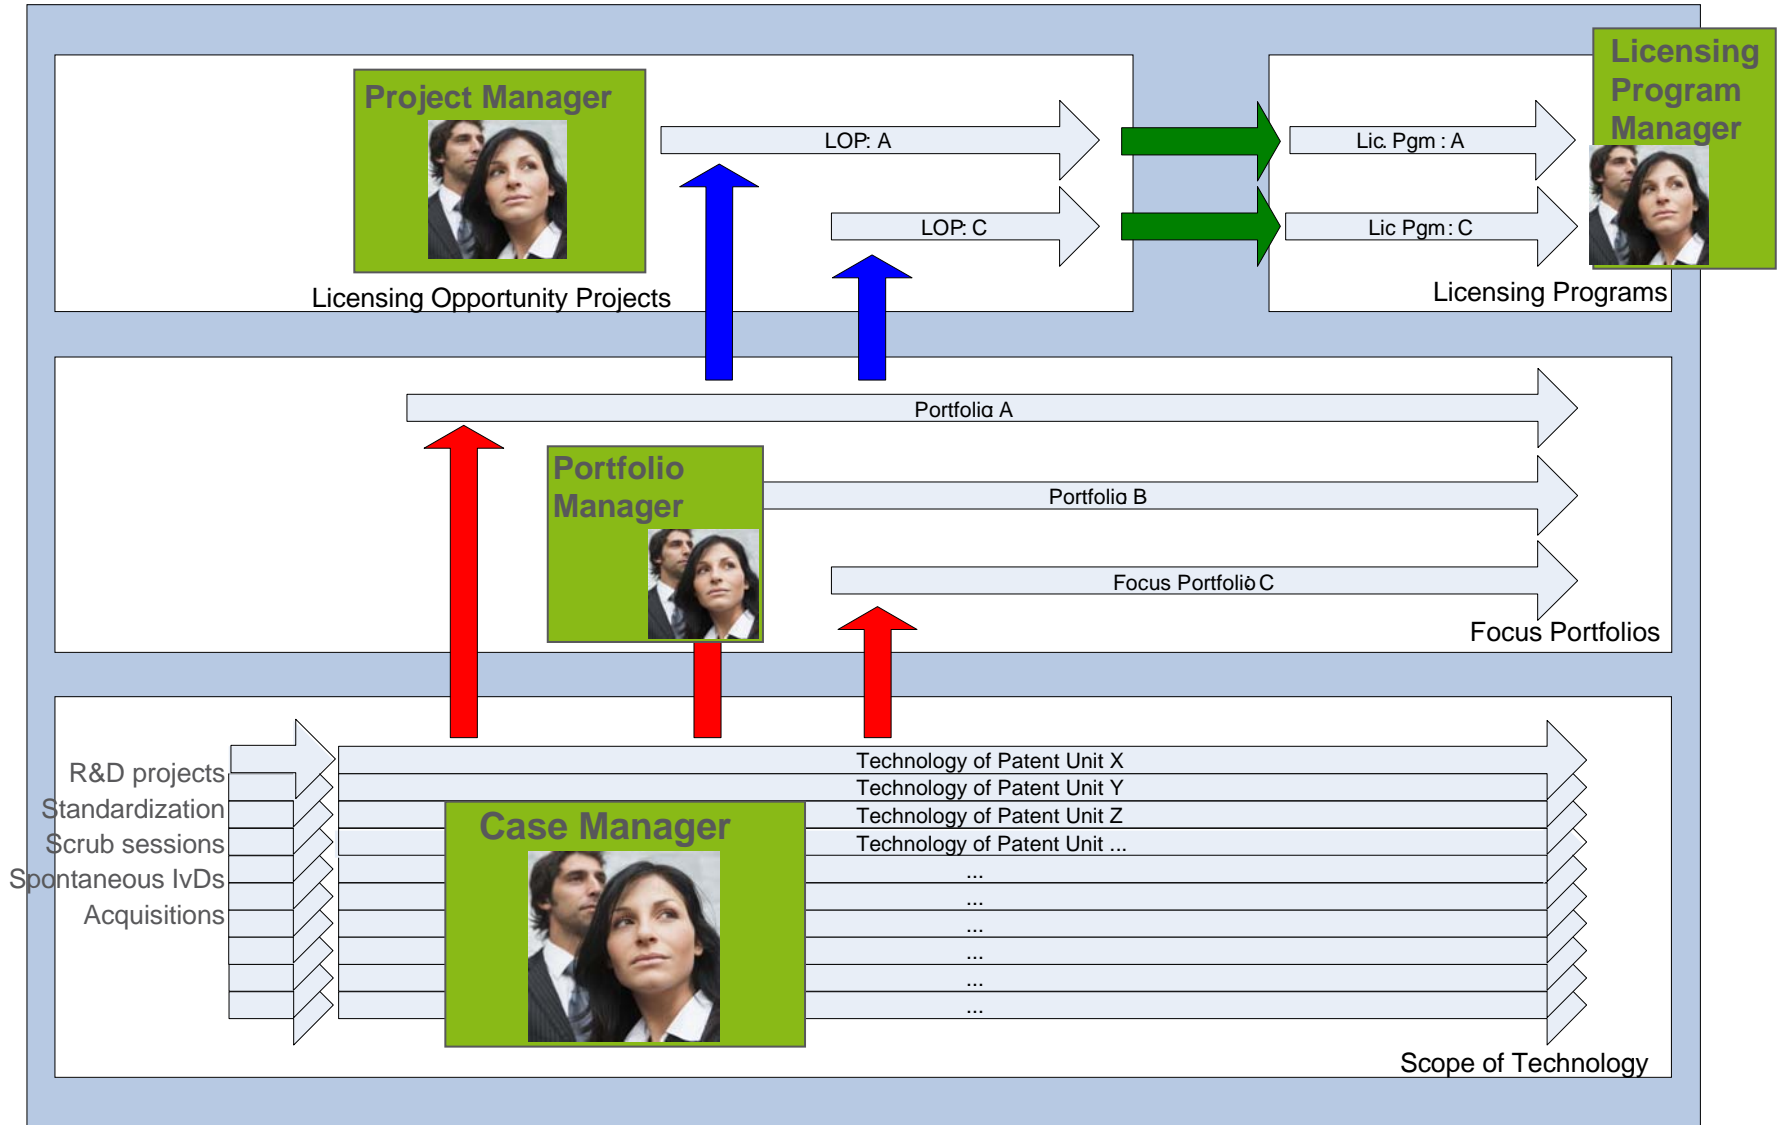 Licensing
Program
Manager
Project Manager
LOP: A
Lic. Pgm : A
LOP: C
Lic Pgm : C
Licensing Opportunity Projects
Licensing Programs
Portfolio: A
Portfolio
Manager
Portfolio: B
Focus Portfolio: C
Focus Portfolios
R&D projects
Standardization
Scrub sessions
Spontaneous IvDs
Acquisitions
Technology of Patent Unit X
Technology of Patent Unit Y
Technology of Patent Unit Z
Technology of Patent Unit ...
...
...
...
...
...
...
Case Manager
Scope of Technology